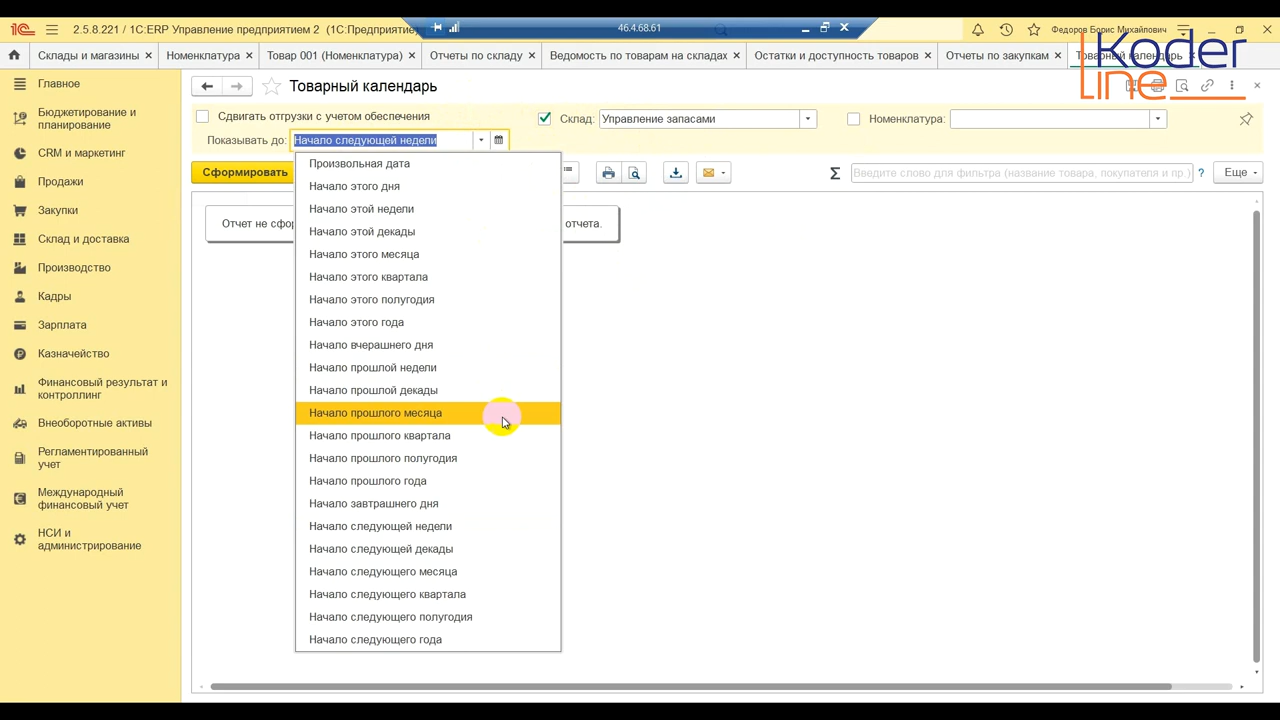 2.5.8.221 / 1С:ERP Управление предприятием 2 (1С:Предприятие
46.4.68.61
Федоров Борис Михайлович
Koder
line
Склады и магазины
Номенклатура
Товар 001 (Номенклатура)
Отчеты по складу
Ведомость по товарам на складах
Остатки и доступность товаров
Отчеты по закупкам
Товарный календарь
Главное
Бюджетирование и
планирование
CRM и маркетинг
Продажи
Закупки
Склад и доставка
Производство
Кадры
Зарплата
Казначейство
Финансовый результат и
контроллинг
Внеоборотные активы
Регламентированный
учет
Международный
финансовый учет
НСИ и
администрирование
Товарный календарь
Сдвигать отгрузки с учетом обеспечения
Склад: Управление запасами
Номенклатура:
Показывать до: Начало следующей недели
Сформировать
Введите слово для фильтра (название товара, покупателя и пр.)
?
Еще
Отчет не сфор
отчета.
Произвольная дата
Начало этого дня
Начало этой недели
Начало этой декады
Начало этого месяца
Начало этого квартала
Начало этого полугодия
Начало этого года
Начало вчерашнего дня
Начало прошлой недели
Начало прошлой декады
Начало прошлого месяца
Начало прошлого квартала
Начало прошлого полугодия
Начало прошлого года
Начало завтрашнего дня
Начало следующей недели
Начало следующей декады
Начало следующего месяца
Начало следующего квартала
Начало следующего полугодия
Начало следующего года